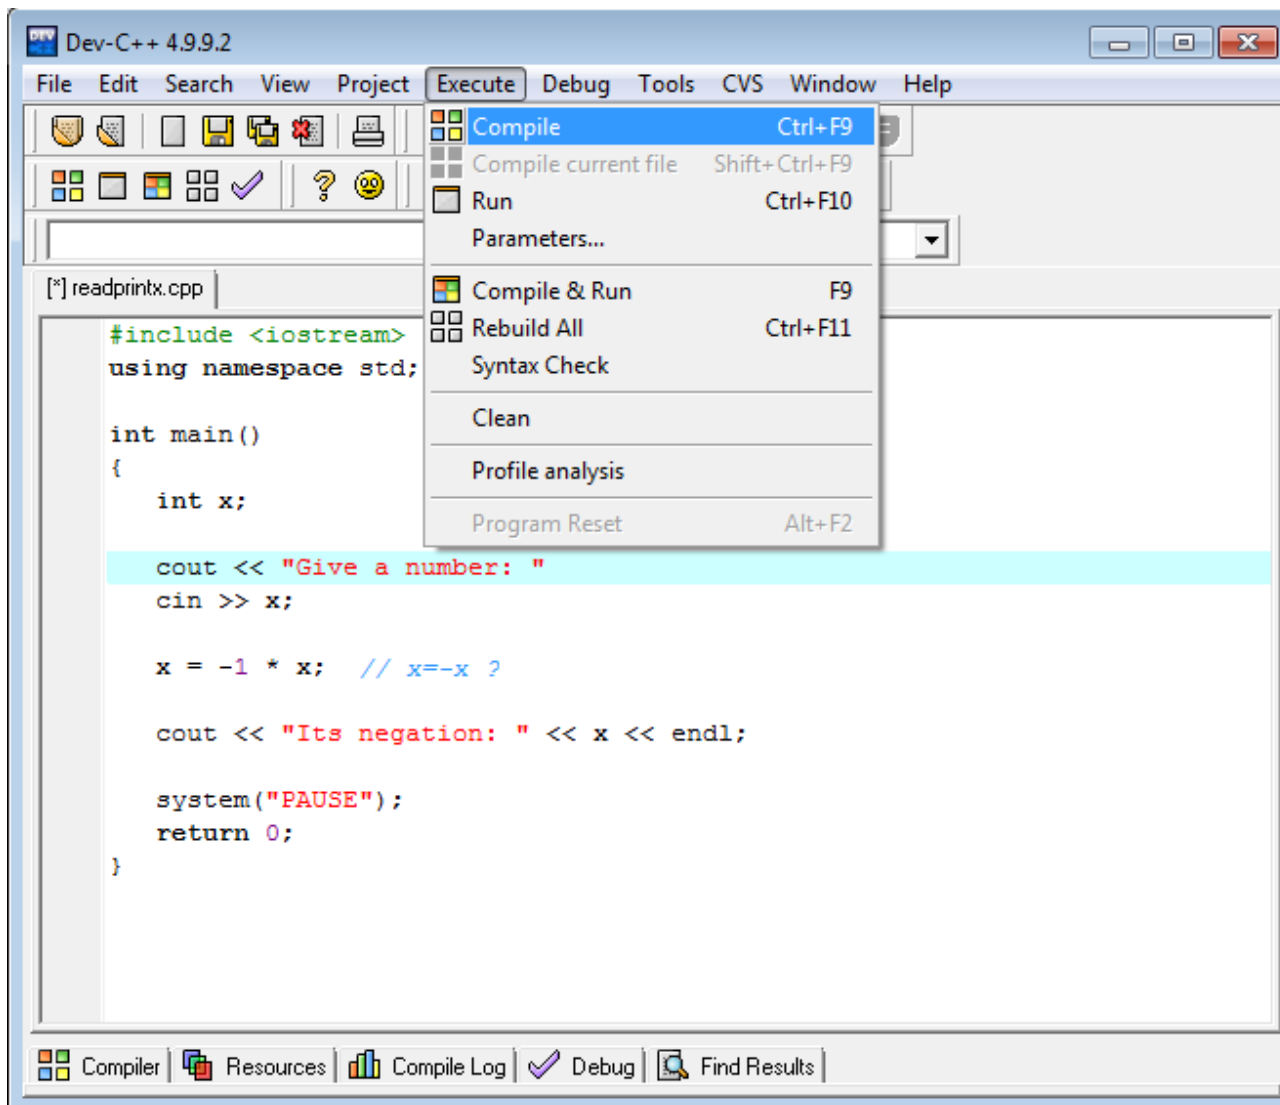 Dev-C++ 4.9.9.2
File Edit Search View Project Execute Debug Tools CVS Window Help
Compile Ctrl+F9
Compile current file Shift+Ctrl+F9
Run Ctrl+F10
Parameters...
Compile & Run F9
Rebuild All Ctrl+F11
Syntax Check
Clean
Profile analysis
Program Reset Alt+F2
[*] readprintx.cpp
#include <iostream>
using namespace std;
int main()
{
int x;
cout << "Give a number: "
cin >> x;
x = -1 * x; // x=-x ?
cout << "Its negation: " << x << endl;
system("PAUSE");
return 0;
}
Compiler Resources Compile Log Debug Find Results